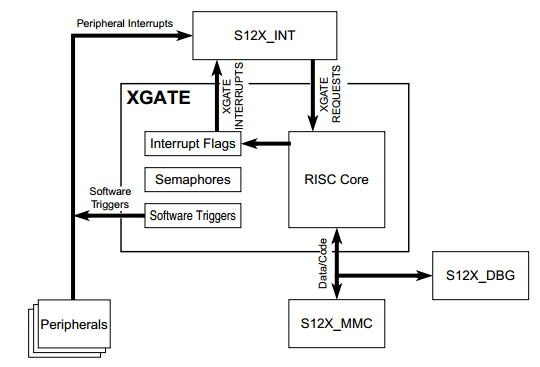 Peripheral Interrupts
S12X_INT
XGATE
INTERRUPTS
XGATE
REQUESTS
XGATE
Interrupt Flags
Semaphores
RISC Core
Software
Triggers
Software Triggers
Data/Code
S12X_DBG
Peripherals
S12X_MMC